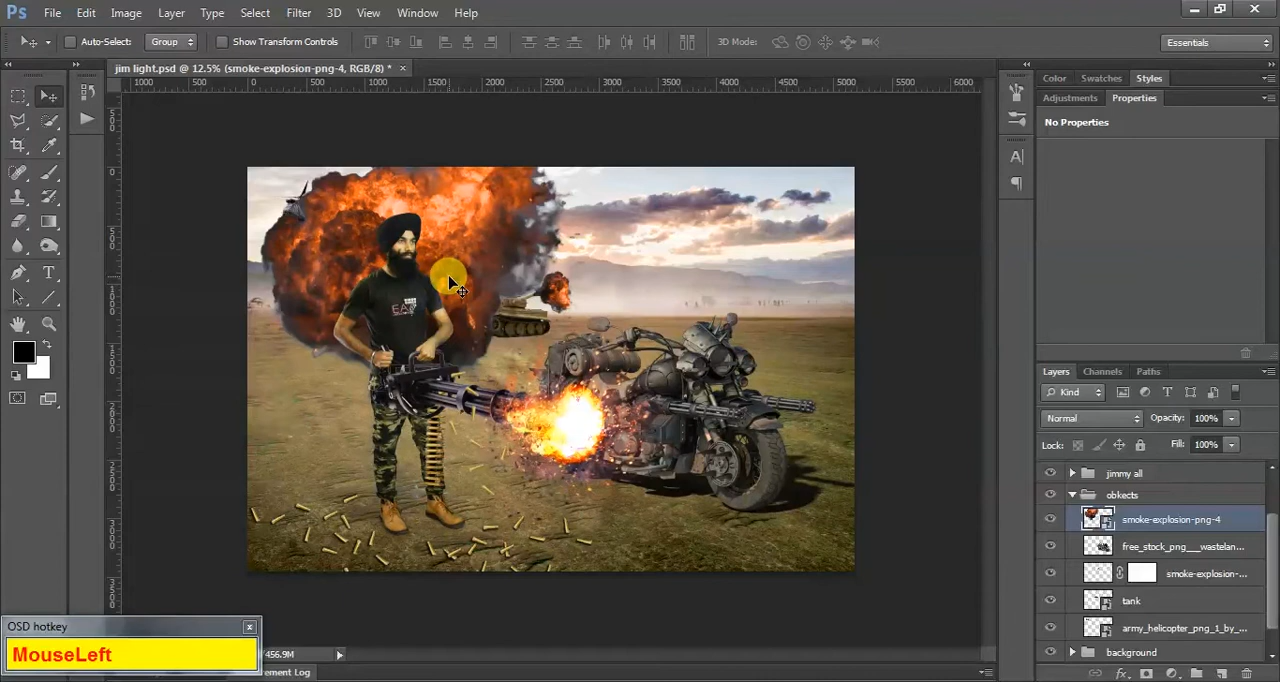 Ps File Edit Image Layer Type Select Filter 3D View Window Help
Auto-Select: Group Show Transform Controls 3D Mode: Essentials
jim light.psd @ 12.5% (smoke-explosion-png-4, RGB/8) * ×
Color Swatches Styles
1000 500 0 500 1000 1500 2000 2500 3000 3500 4000 4500 5000 5500 6000
Adjustments Properties
No Properties
Layers Channels Paths
Kind
Normal Opacity: 100%
Lock: Fill: 100%
jimmy all
obkects
smoke-explosion-png-4
free_stock_png___wastelan...
smoke-explosion-...
tank
army_helicopter_png_1_by_...
background
OSD hotkey
MouseLeft
456.9M
ement Log